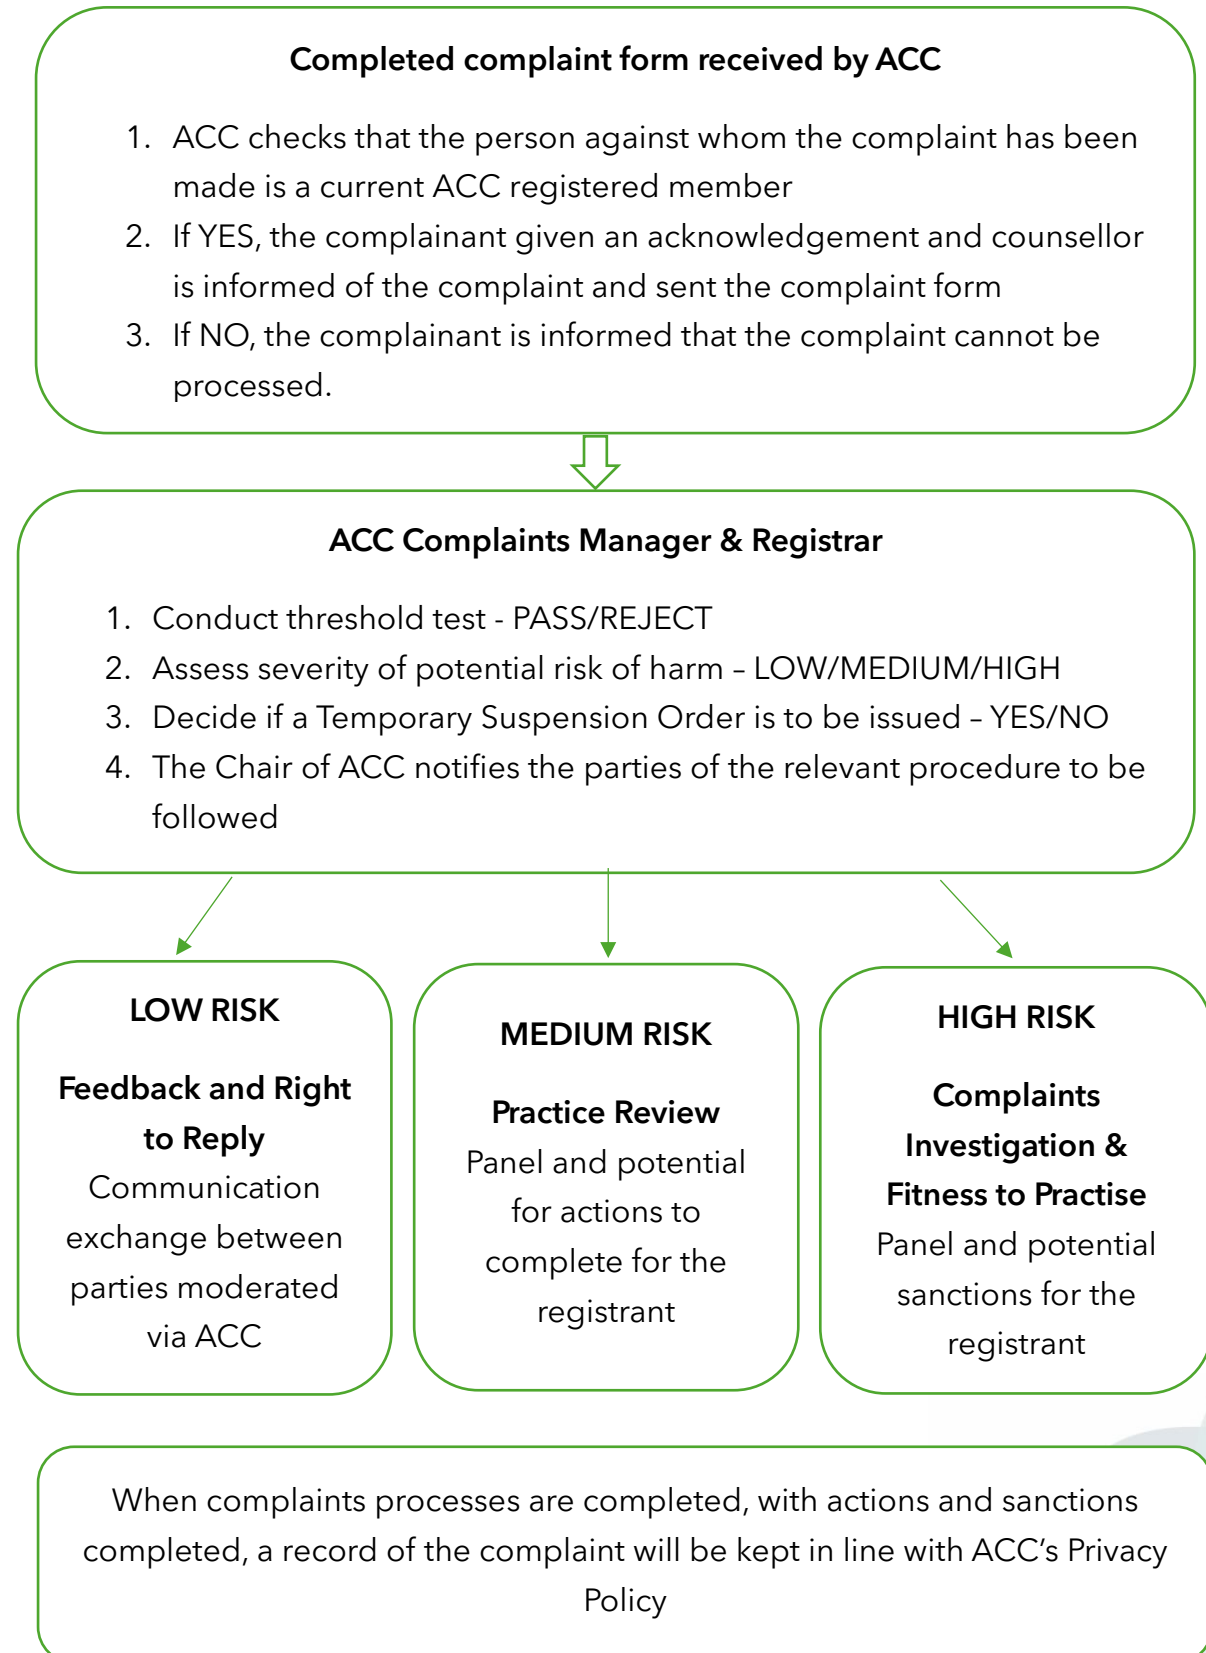 Completed complaint form received by ACC
1. ACC checks that the person against whom the complaint has been
made is a current ACC registered member
2. If YES, the complainant given an acknowledgement and counsellor
is informed of the complaint and sent the complaint form
3. If NO, the complainant is informed that the complaint cannot be
processed.
ACC Complaints Manager & Registrar
1. Conduct threshold test - PASS/REJECT
2. Assess severity of potential risk of harm – LOW/MEDIUM/HIGH
3. Decide if a Temporary Suspension Order is to be issued – YES/NO
4. The Chair of ACC notifies the parties of the relevant procedure to be
followed
LOW RISK
Feedback and Right
to Reply
Communication
exchange between
parties moderated
via ACC
MEDIUM RISK
Practice Review
Panel and potential
for actions to
complete for the
registrant
HIGH RISK
Complaints
Investigation &
Fitness to Practise
Panel and potential
sanctions for the
registrant
When complaints processes are completed, with actions and sanctions
completed, a record of the complaint will be kept in line with ACC’s Privacy
Policy